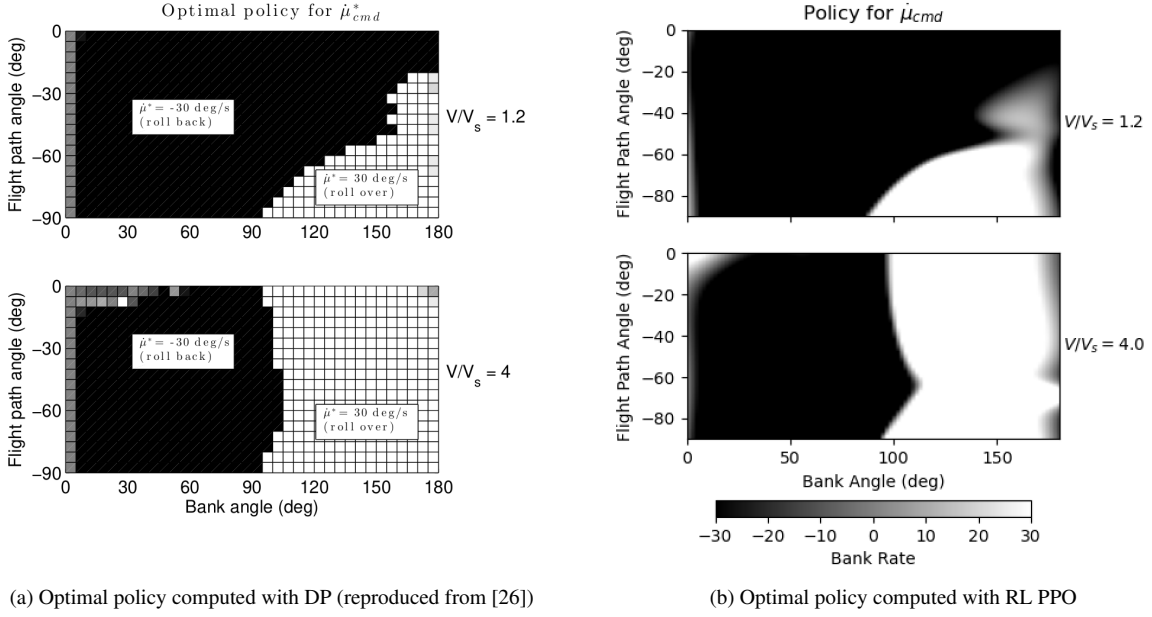 Optimal policy for μ̇*cmd
Flight path angle (deg)
0
−30
−60
−90
μ̇*= -30 deg/s
(roll back)
μ̇*= 30 deg/s
(roll over)
V/Vs = 1.2
0 30 60 90 120 150 180
Flight path angle (deg)
0
−30
−60
−90
μ̇*= -30 deg/s
(roll back)
μ̇*= 30 deg/s
(roll over)
V/Vs = 4
0 30 60 90 120 150 180
Bank angle (deg)
(a) Optimal policy computed with DP (reproduced from [26])
Policy for μ̇cmd
Flight Path Angle (deg)
0
−20
−40
−60
−80
V/Vs = 1.2
Flight Path Angle (deg)
0
−20
−40
−60
−80
V/Vs = 4.0
0 50 100 150
Bank Angle (deg)
−30 −20 −10 0 10 20 30
Bank Rate
(b) Optimal policy computed with RL PPO